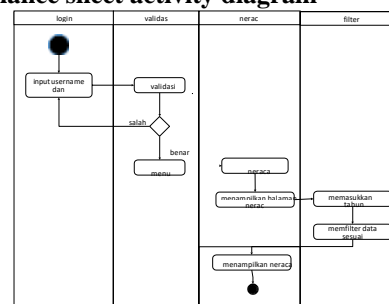 ance sheet activity diagram
login
validas
nerac
filter
input username
dan
validasi
salah
benar
menu
neraca
menampilkan halaman
nerac
memasukkan
tahun
memfilter data
sesuai
menampilkan neraca